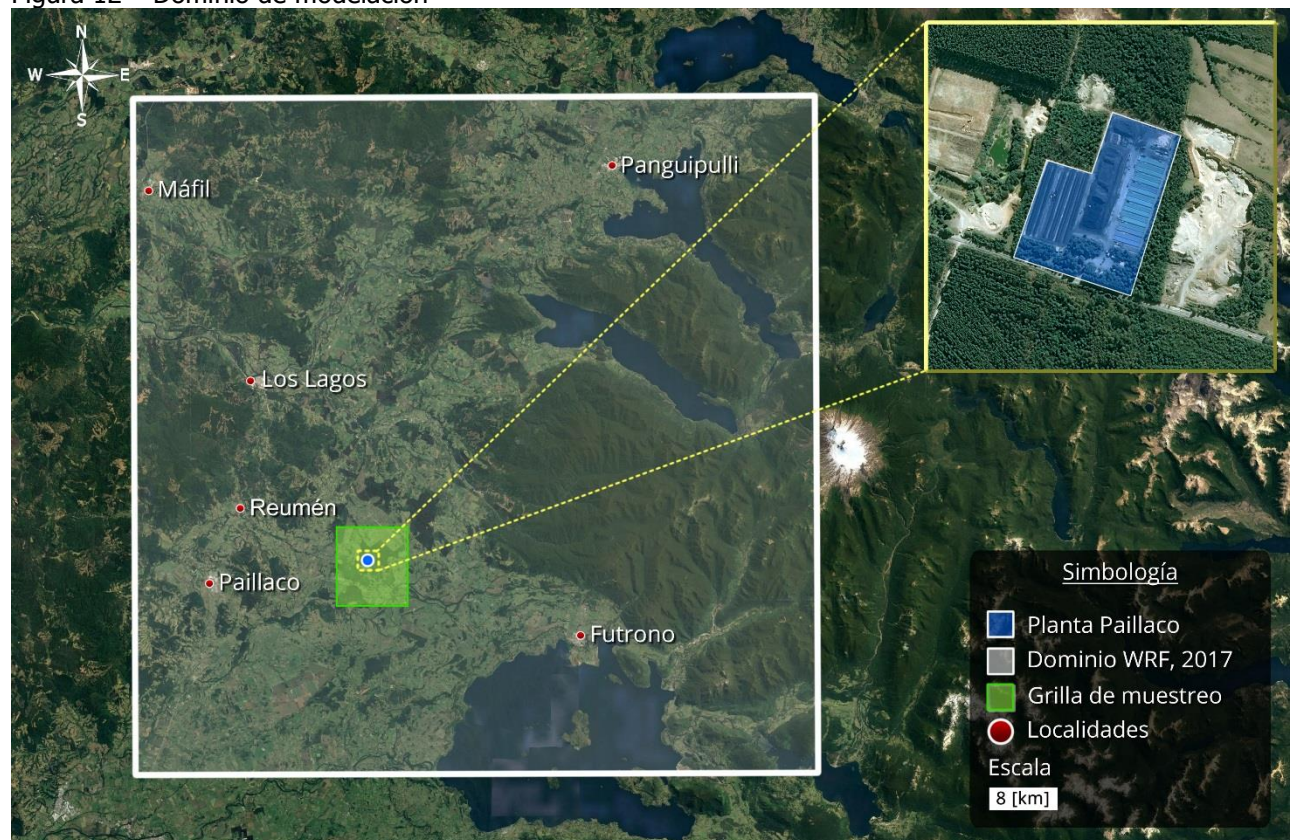 Figura 12 – Dominio de modelación
N
W E
S
Panguipulli
Máfil
Los Lagos
Reumén
Paillaco
Futrono
Simbología
Planta Paillaco
Dominio WRF, 2017
Grilla de muestreo
Localidades
Escala
8 [km]